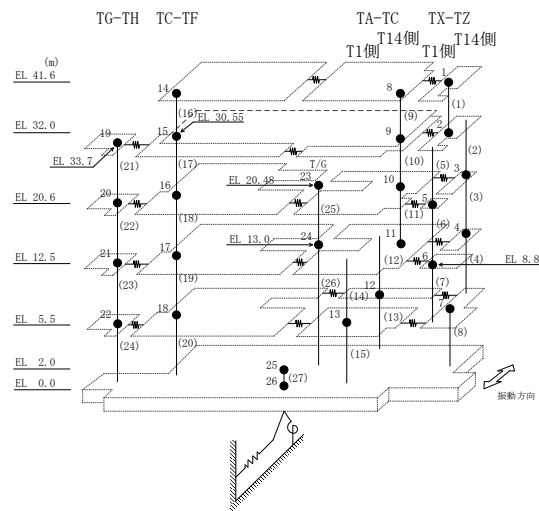 TG-TH TC-TF TA-TC TX-TZ
T1側 T14側 T1側 T14側
(m)
EL 41.6
14 8 1
(16) EL 30.55 (9) (1)
EL 32.0
19 15 9 2
EL 33.7 (21) (17) T/G (10) (5) (2)
16 EL 20.48 23 10 3
EL 20.6
20 (18) (25) (11) 5 (3)
(22)
17 EL 13.0 24 11 (6) 4
EL 12.5
21 (19) (12) 6 (4) EL 8.8
(23) (26) (14) 12 (7)
EL 5.5
22 18 13 (13) 7
(24) (20) (15) (8)
EL 2.0
25
EL 0.0
26 (27)
振動方向